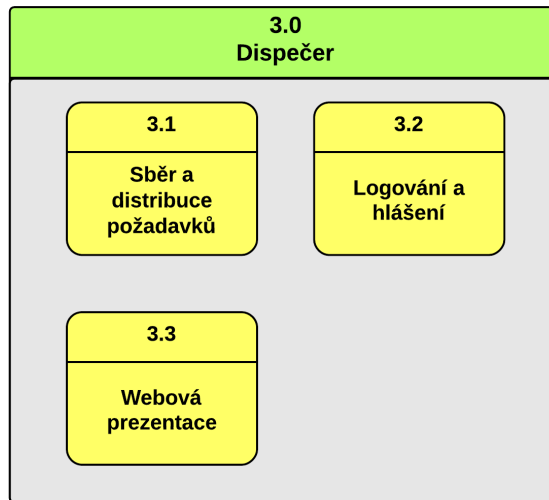 3.0
Dispečer
3.1
Sběr a
distribuce
požadavků
3.2
Logování a
hlášení
3.3
Webová
prezentace